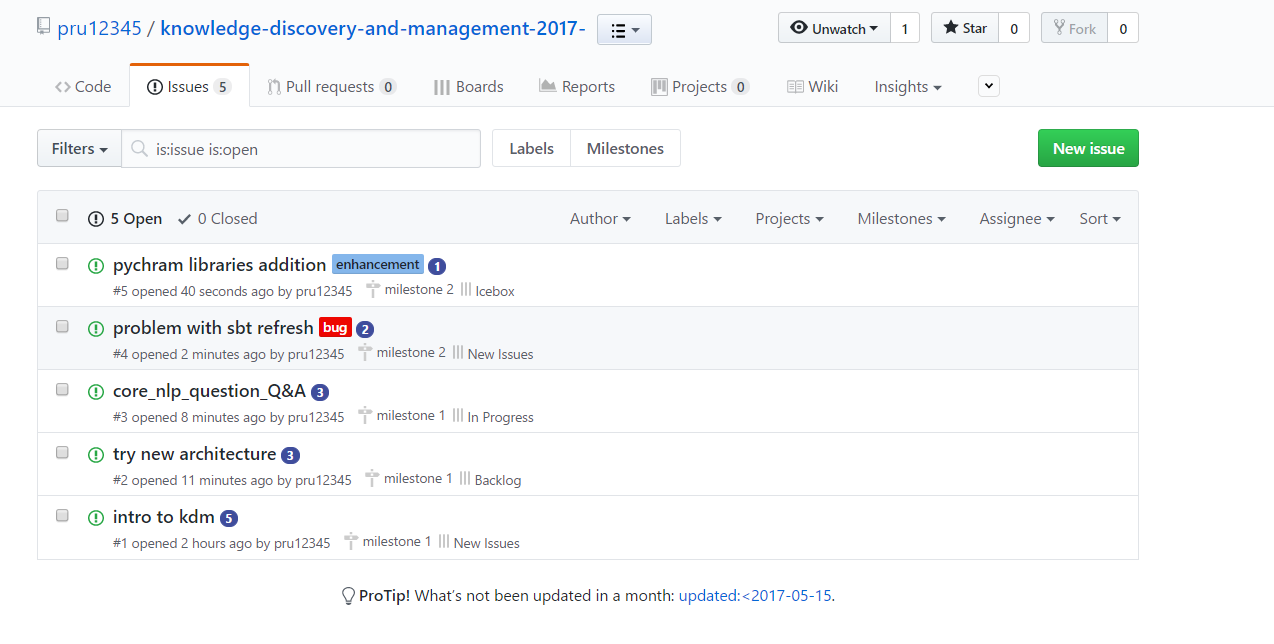 pru12345 / knowledge-discovery-and-management-2017- Unwatch 1 Star 0 Fork 0
Code Issues 5 Pull requests 0 Boards Reports Projects 0 Wiki Insights
Filters is:issue is:open Labels Milestones New issue
5 Open 0 Closed Author Labels Projects Milestones Assignee Sort
pychram libraries addition enhancement 1
#5 opened 40 seconds ago by pru12345 milestone 2 Icebox
problem with sbt refresh bug 2
#4 opened 2 minutes ago by pru12345 milestone 2 New Issues
core_nlp_question_Q&A 3
#3 opened 8 minutes ago by pru12345 milestone 1 In Progress
try new architecture 3
#2 opened 11 minutes ago by pru12345 milestone 1 Backlog
intro to kdm 5
#1 opened 2 hours ago by pru12345 milestone 1 New Issues
ProTip! What's not been updated in a month: updated:<2017-05-15.